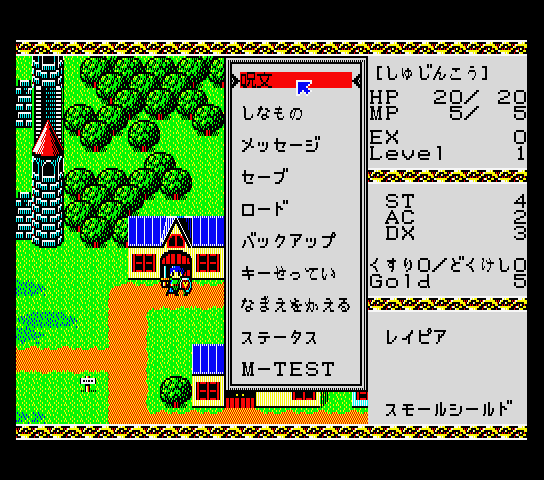 呪文
しなもの
メッセージ
セーブ
ロード
バックアップ
キーせってい
なまえをかえる
ステータス
M-TEST
[しゅじんこう]
HP 20/ 20
MP 5/ 5
EX 0
Level 1
ST 4
AC 2
DX 3
くすり0/どくけし0
Gold 5
レイピア
スモールシールド